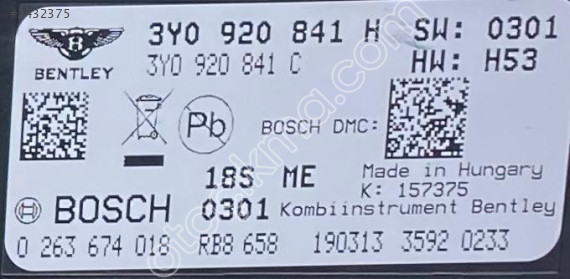 432375
BENTLEY
3Y0 920 841 H SW: 0301
3Y0 920 841 C HW: H53
Pb
BOSCH DMC:
18S ME Made in Hungary
K: 157375
BOSCH 0301 Kombiinstrument Bentley
0 263 674 018 RB8 658 190313 3592 0233